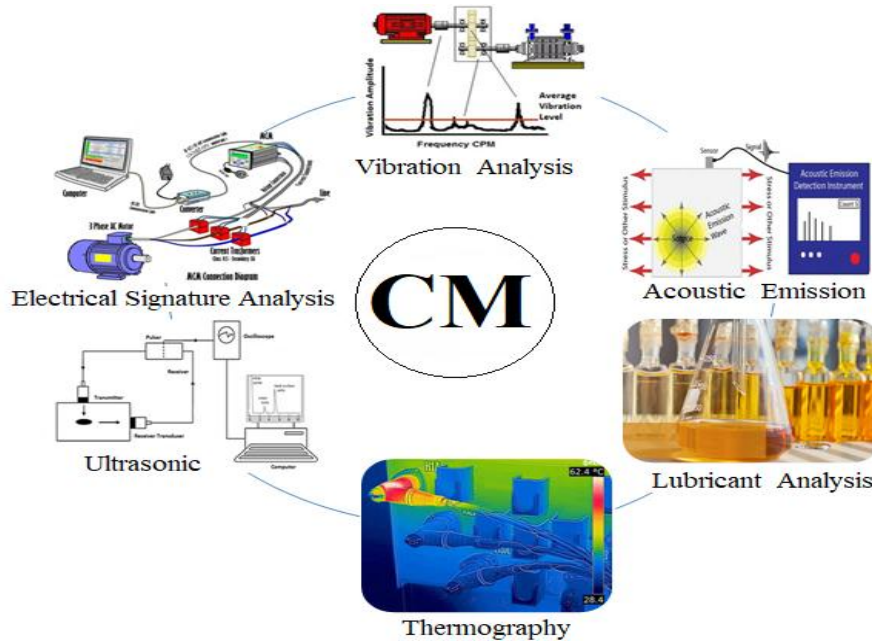 Vibration Amplitude
Average
Vibration
Level
Frequency CPM
Vibration Analysis
Sensor
Signal
Acoustic Emission
Detection Instrument
Stress or Other Stimulus
Acoustic
Emission
Wave
Stress or Other Stimulus
Acoustic Emission
MCM
Computer
Converter
Line
3 Phase AC Motor
Current Tranformers
MCM Connection Diagram
Electrical Signature Analysis
CM
Pulser
Oscilloscope
Receiver
Transmitter
Receiver Transduser
Computer
Ultrasonic
Lubricant Analysis
62.4 °C
28.4
Thermography